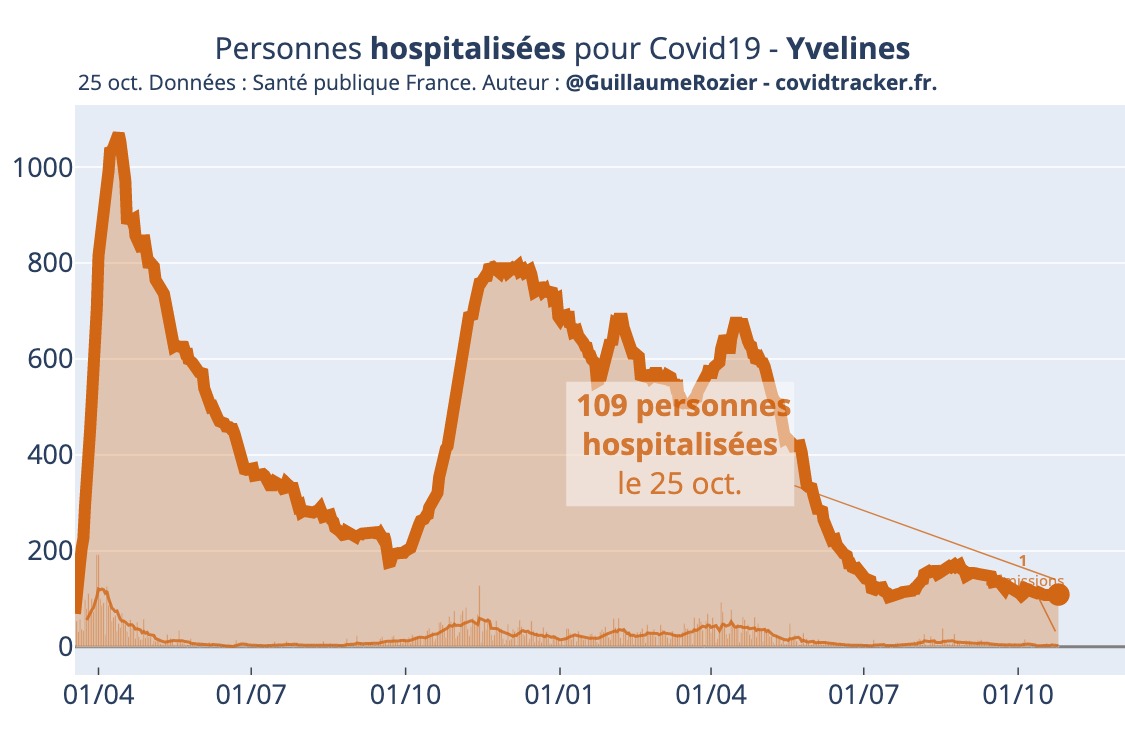 Personnes hospitalisées pour Covid19 - Yvelines
25 oct. Données : Santé publique France. Auteur : @GuillaumeRozier - covidtracker.fr.
1000
800
600
400
200
0
109 personnes
hospitalisées
le 25 oct.
1
01/04
01/07
01/10
01/01
01/04
01/07
01/10